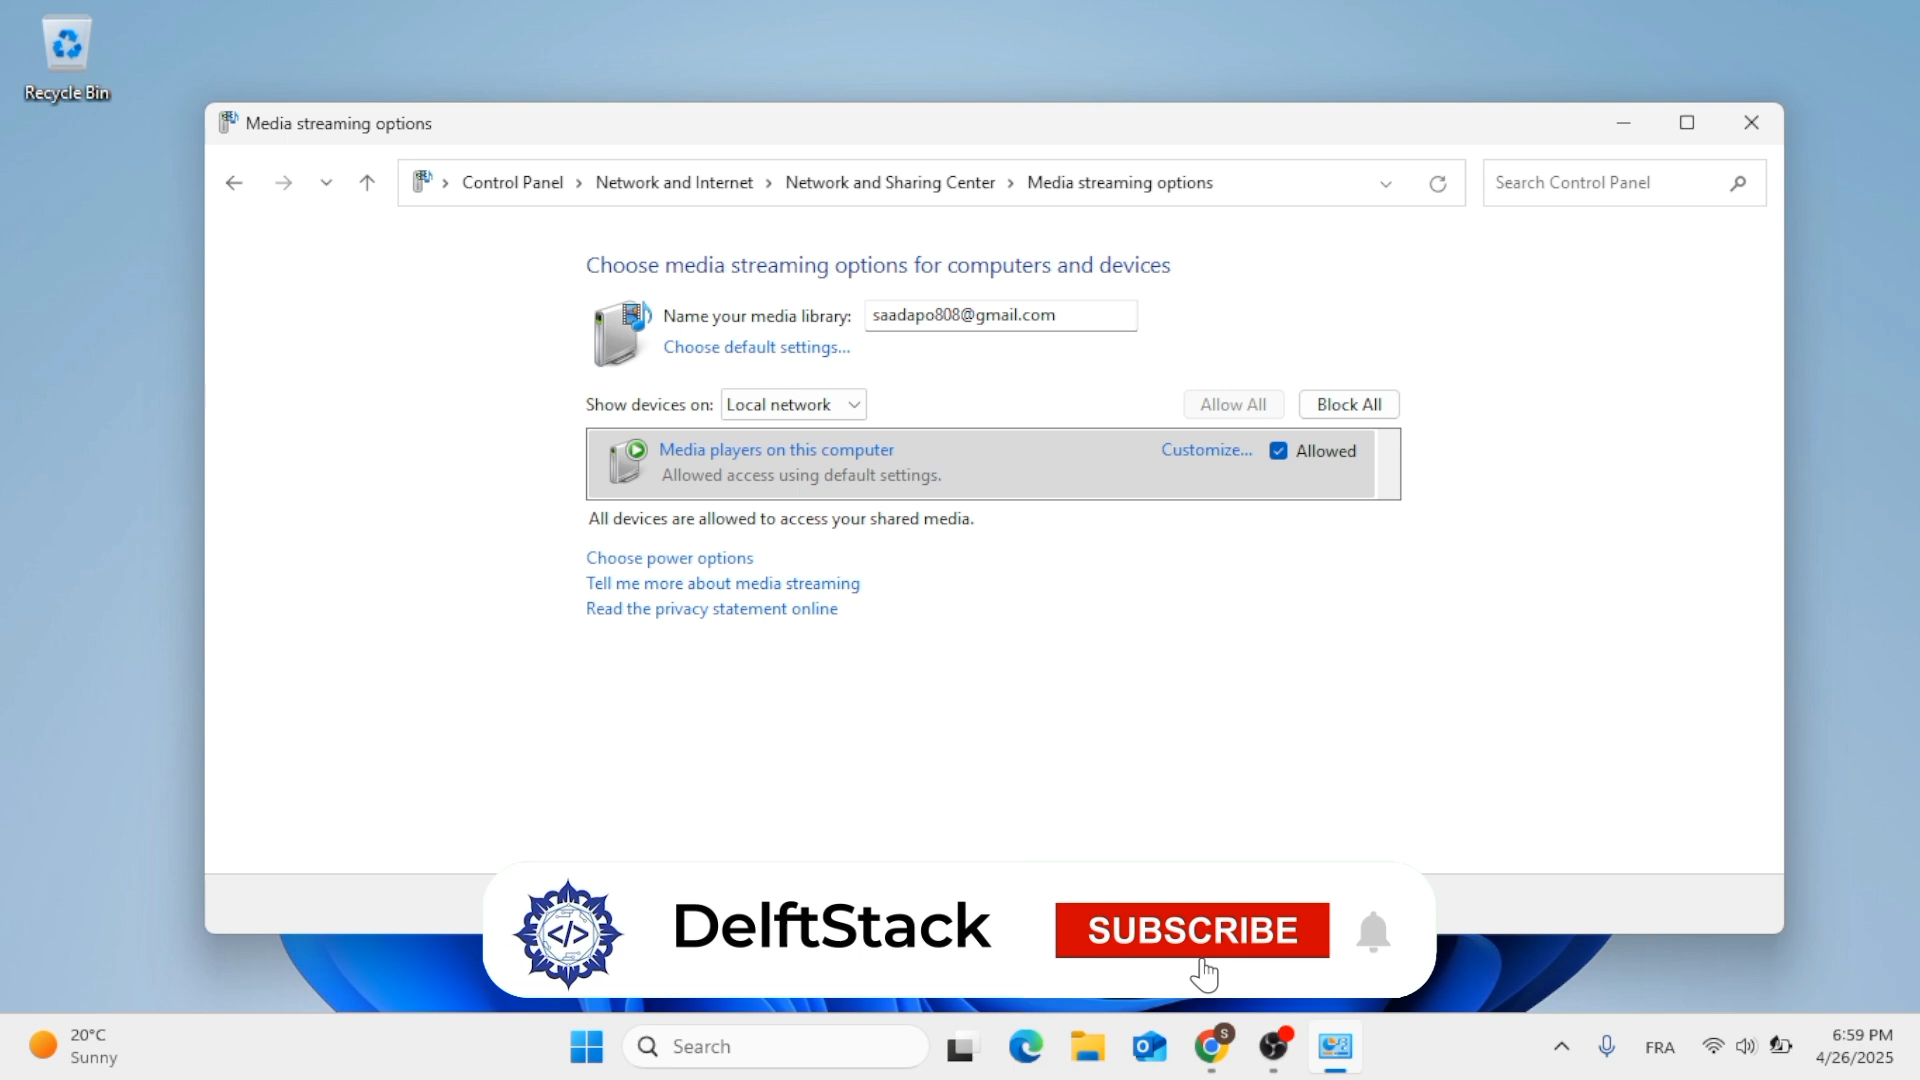 Recycle Bin
Media streaming options
Control Panel > Network and Internet > Network and Sharing Center > Media streaming options
Search Control Panel
Choose media streaming options for computers and devices
Name your media library: saadapo808@gmail.com
Choose default settings...
Show devices on: Local network Allow All Block All
Media players on this computer Customize... Allowed
Allowed access using default settings.
All devices are allowed to access your shared media.
Choose power options
Tell me more about media streaming
Read the privacy statement online
</> DelftStack SUBSCRIBE
20°C
Sunny
Search
S
FRA
6:59 PM
4/26/2025